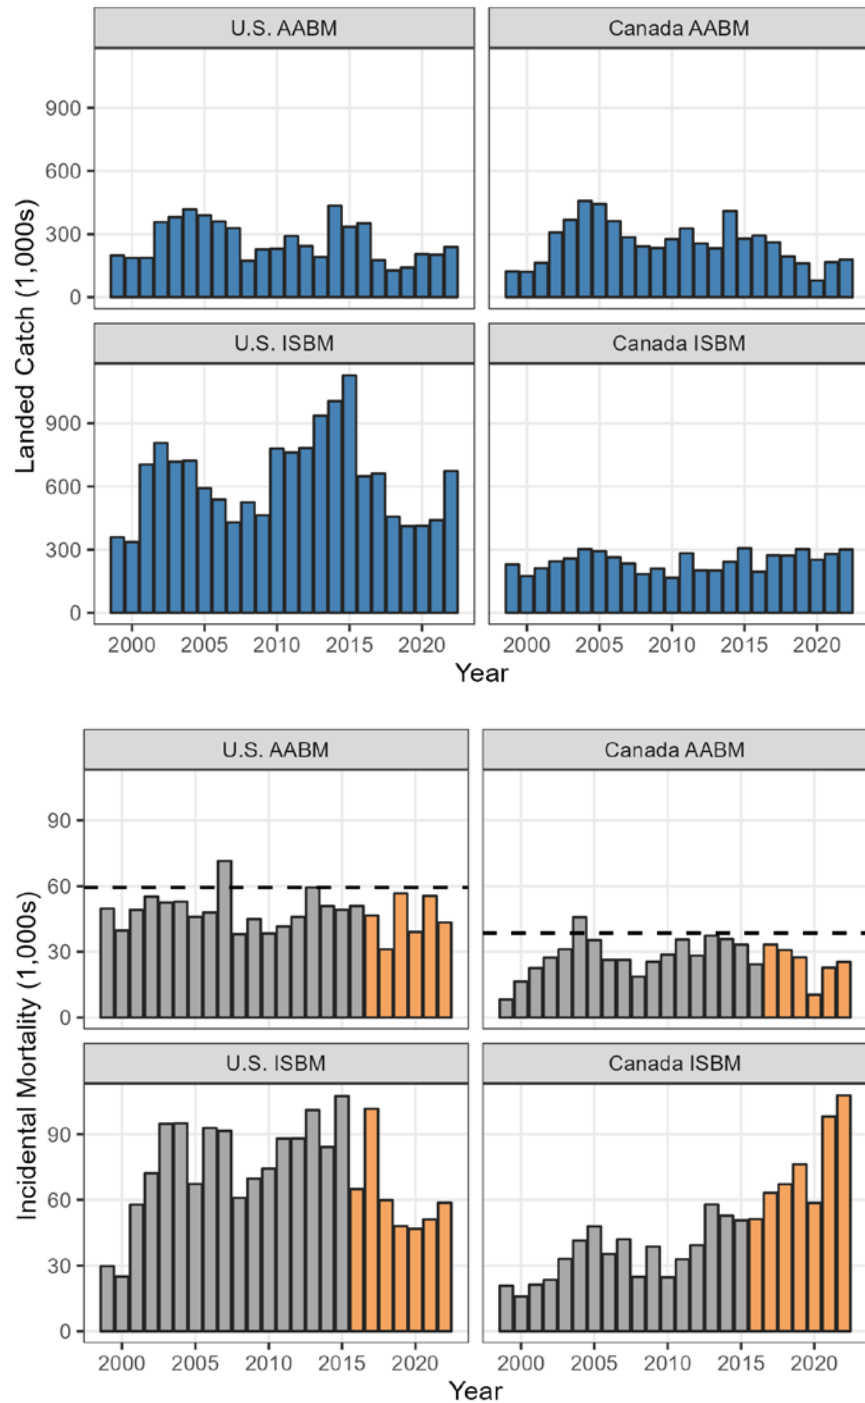 U.S. AABM
Canada AABM
900
600
300
0
U.S. ISBM
Canada ISBM
900
600
300
0
Landed Catch (1,000s)
2000 2005 2010 2015 2020
2000 2005 2010 2015 2020
Year
U.S. AABM
Canada AABM
90
60
30
0
U.S. ISBM
Canada ISBM
90
60
30
0
Incidental Mortality (1,000s)
2000 2005 2010 2015 2020
2000 2005 2010 2015 2020
Year